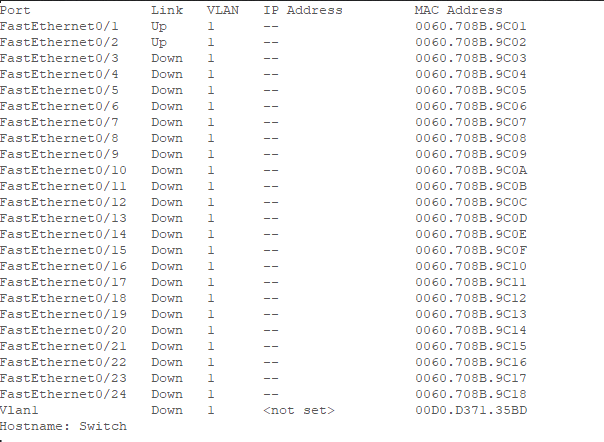 Port Link VLAN IP Address MAC Address
FastEthernet0/1 Up 1 -- 0060.708B.9C01
FastEthernet0/2 Up 1 -- 0060.708B.9C02
FastEthernet0/3 Down 1 -- 0060.708B.9C03
FastEthernet0/4 Down 1 -- 0060.708B.9C04
FastEthernet0/5 Down 1 -- 0060.708B.9C05
FastEthernet0/6 Down 1 -- 0060.708B.9C06
FastEthernet0/7 Down 1 -- 0060.708B.9C07
FastEthernet0/8 Down 1 -- 0060.708B.9C08
FastEthernet0/9 Down 1 -- 0060.708B.9C09
FastEthernet0/10 Down 1 -- 0060.708B.9C0A
FastEthernet0/11 Down 1 -- 0060.708B.9C0B
FastEthernet0/12 Down 1 -- 0060.708B.9C0C
FastEthernet0/13 Down 1 -- 0060.708B.9C0D
FastEthernet0/14 Down 1 -- 0060.708B.9C0E
FastEthernet0/15 Down 1 -- 0060.708B.9C0F
FastEthernet0/16 Down 1 -- 0060.708B.9C10
FastEthernet0/17 Down 1 -- 0060.708B.9C11
FastEthernet0/18 Down 1 -- 0060.708B.9C12
FastEthernet0/19 Down 1 -- 0060.708B.9C13
FastEthernet0/20 Down 1 -- 0060.708B.9C14
FastEthernet0/21 Down 1 -- 0060.708B.9C15
FastEthernet0/22 Down 1 -- 0060.708B.9C16
FastEthernet0/23 Down 1 -- 0060.708B.9C17
FastEthernet0/24 Down 1 -- 0060.708B.9C18
Vlan1 Down 1 <not set> 00D0.D371.35BD
Hostname: Switch